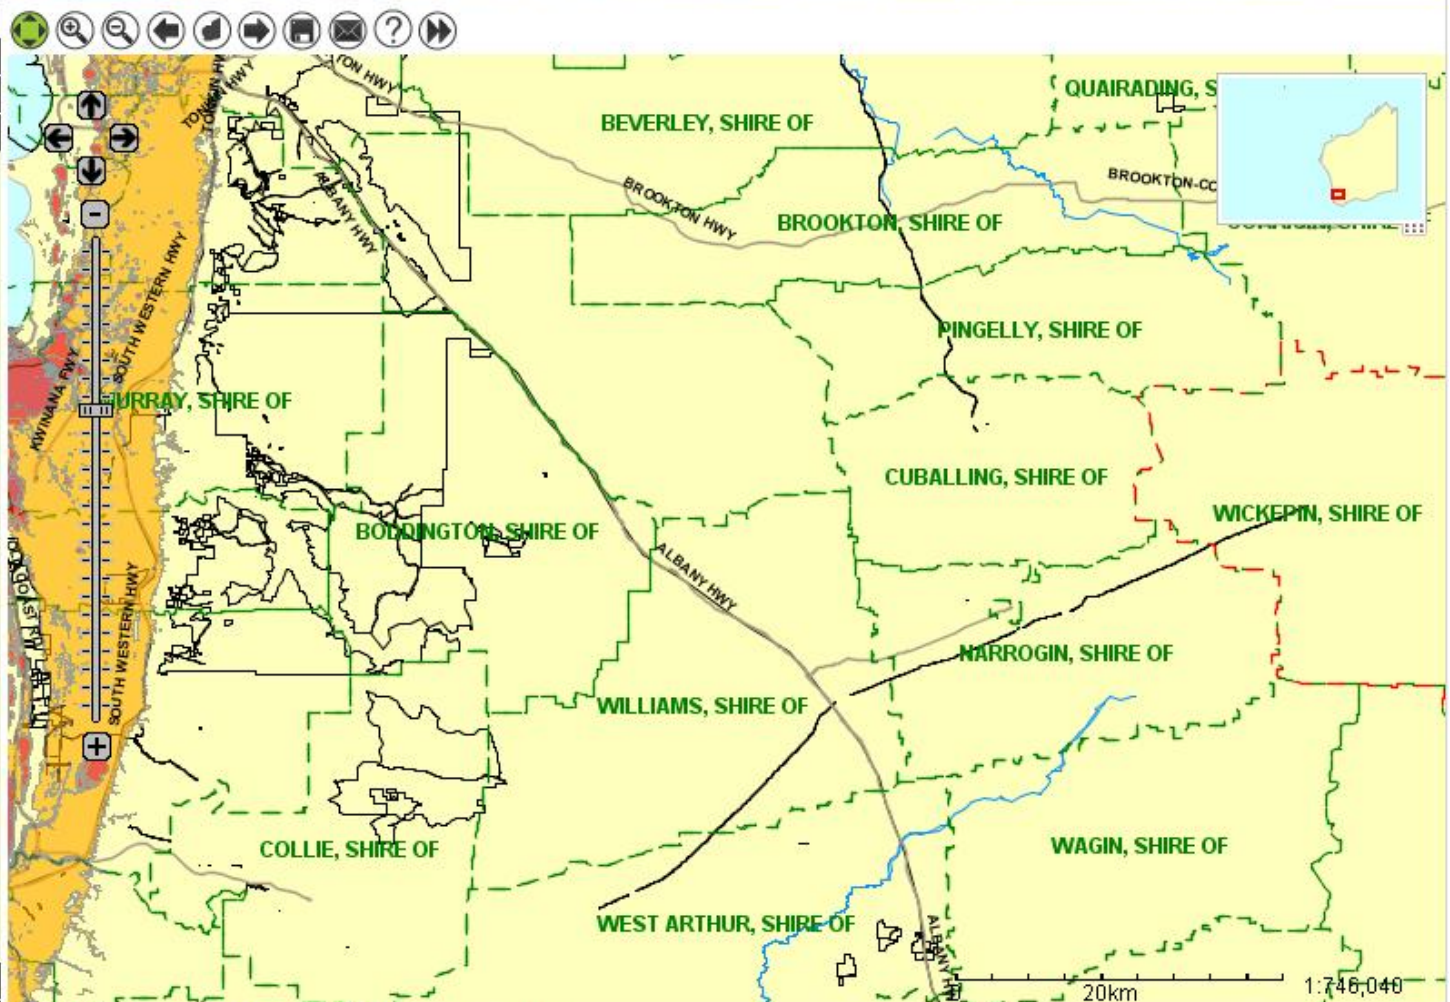 ?
TON HWY
TONKIN HWY
QUAIRADING, S
BEVERLEY, SHIRE OF
ALBANY HWY
BROOKTON HWY
BROOKTON-CO
BROOKTON, SHIRE OF
SOUTH WESTERN HWY
PINGELLY, SHIRE OF
KWINANA FWY
MURRAY, SHIRE OF
CUBALLING, SHIRE OF
WICKEPIN, SHIRE OF
BODDINGTON, SHIRE OF
ALBANY HWY
SOUTH WESTERN HWY
NARROGIN, SHIRE OF
WILLIAMS, SHIRE OF
COLLIE, SHIRE OF
WAGIN, SHIRE OF
WEST ARTHUR, SHIRE OF
ALBANY H
20km
1:746,040